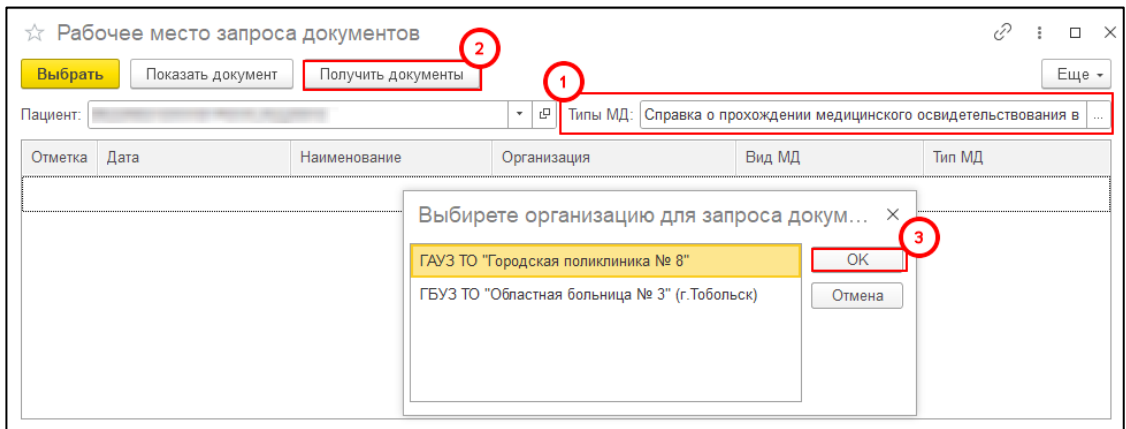 Рабочее место запроса документов
2
Выбрать Показать документ Получить документы Еще
1
Пациент: Типы МД: Справка о прохождении медицинского освидетельствования в ...
Отметка Дата Наименование Организация Вид МД Тип МД
Выбирете организацию для запроса докум...
3
ГАУЗ ТО "Городская поликлиника № 8" OK
ГБУЗ ТО "Областная больница № 3" (г.Тобольск) Отмена